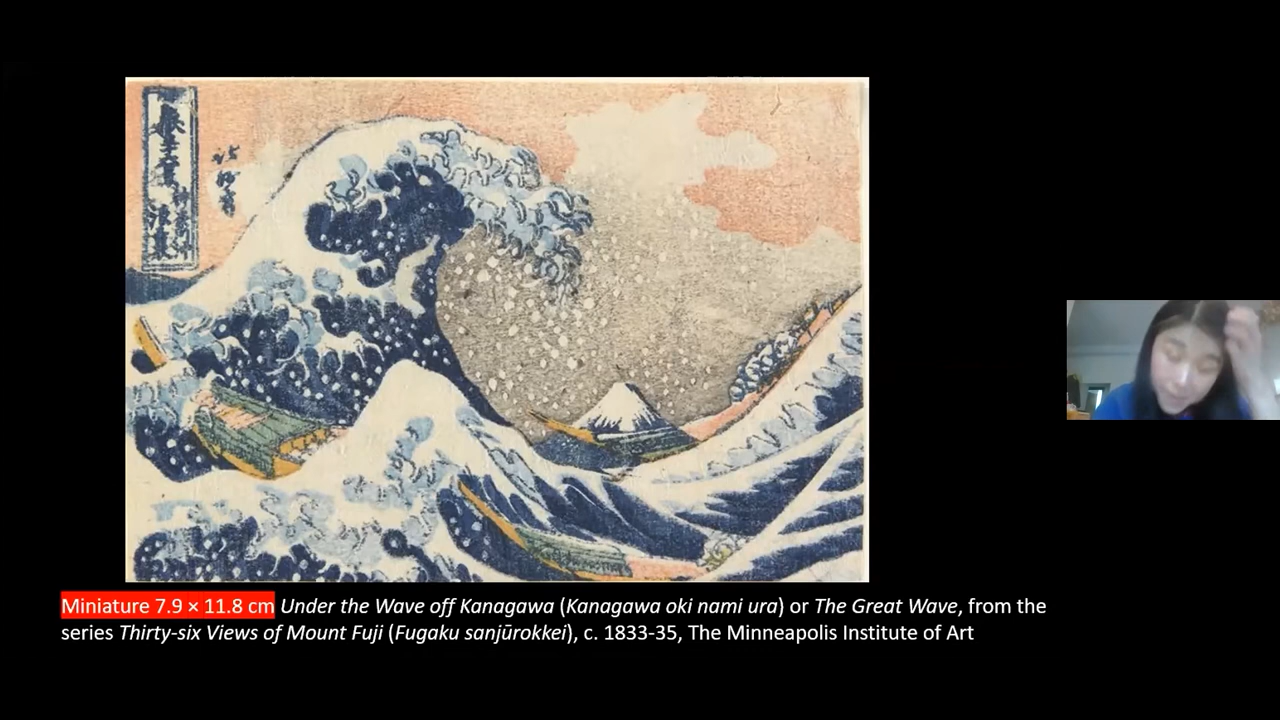 Miniature 7.9 × 11.8 cm Under the Wave off Kanagawa (Kanagawa oki nami ura) or The Great Wave, from the
series Thirty-six Views of Mount Fuji (Fugaku sanjūrokkei), c. 1833-35, The Minneapolis Institute of Art